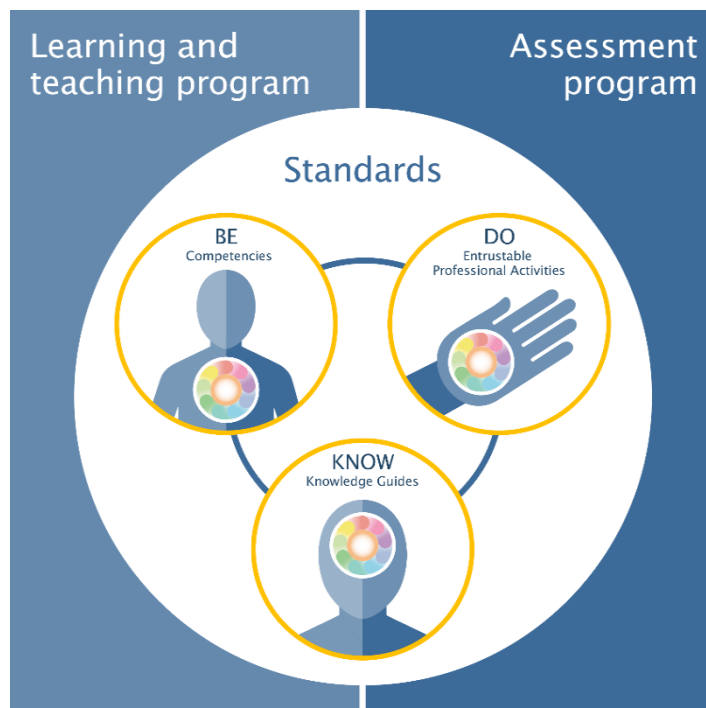 Learning and
teaching program
Assessment
program
Standards
BE
Competencies
DO
Entrustable
Professional Activities
KNOW
Knowledge Guides